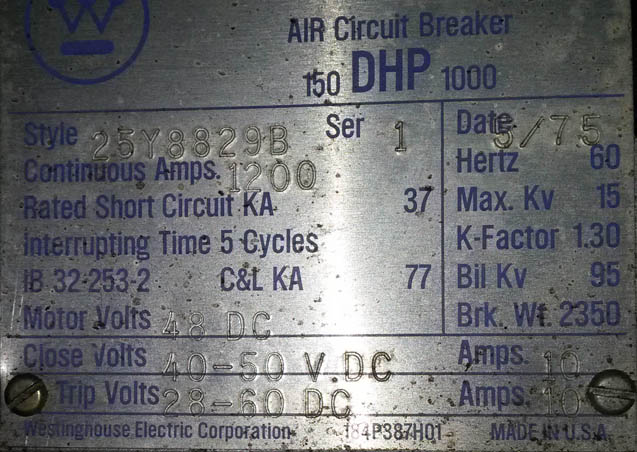 W
AIR Circuit Breaker
150 DHP 1000
Style 25Y8829B Ser 1 Date 5/75
Continuous Amps. 1200 Hertz 60
Rated Short Circuit KA 37 Max. Kv 15
Interrupting Time 5 Cycles K-Factor 1.30
IB 32-253-2 C&L KA 77 Bil Kv 95
Motor Volts 48 DC Brk. Wt. 2350
Close Volts 40-50 V.DC Amps. 10
Trip Volts 28-60 DC Amps. 10
Westinghouse Electric Corporation 184P387H01 MADE IN U.S.A.